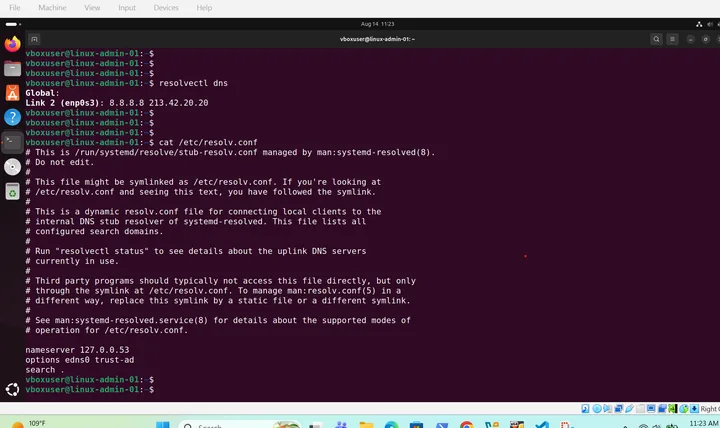 File Machine View Input Devices Help
Aug 14 11:23
vboxuser@linux-admin-01: ~
vboxuser@linux-admin-01: $
vboxuser@linux-admin-01: $
vboxuser@linux-admin-01: $
vboxuser@linux-admin-01: $ resolvectl dns
Global:
Link 2 (enp0s3): 8.8.8.8 213.42.20.20
vboxuser@linux-admin-01: $
vboxuser@linux-admin-01: $
vboxuser@linux-admin-01: $
vboxuser@linux-admin-01: $ cat /etc/resolv.conf
# This is /run/systemd/resolve/stub-resolv.conf managed by man:systemd-resolved(8).
# Do not edit.
#
# This file might be symlinked as /etc/resolv.conf. If you're looking at
# /etc/resolv.conf and seeing this text, you have followed the symlink.
#
# This is a dynamic resolv.conf file for connecting local clients to the
# internal DNS stub resolver of systemd-resolved. This file lists all
# configured search domains.
#
# Run "resolvectl status" to see details about the uplink DNS servers
# currently in use.
#
# Third party programs should typically not access this file directly, but only
# through the symlink at /etc/resolv.conf. To manage man:resolv.conf(5) in a
# different way, replace this symlink by a static file or a different symlink.
#
# See man:systemd-resolved.service(8) for details about the supported modes of
# operation for /etc/resolv.conf.
nameserver 127.0.0.53
options edns0 trust-ad
search .
vboxuser@linux-admin-01: $
vboxuser@linux-admin-01: $
Right
109°F
Search
11:23 AM